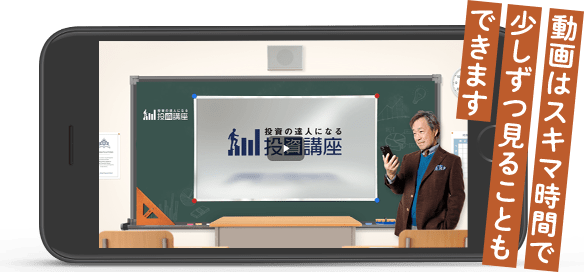 動画はスキマ時間で
少しずつ見ることも
できます
投資の達人になる
投資講座
投資の達人になる
投資講座